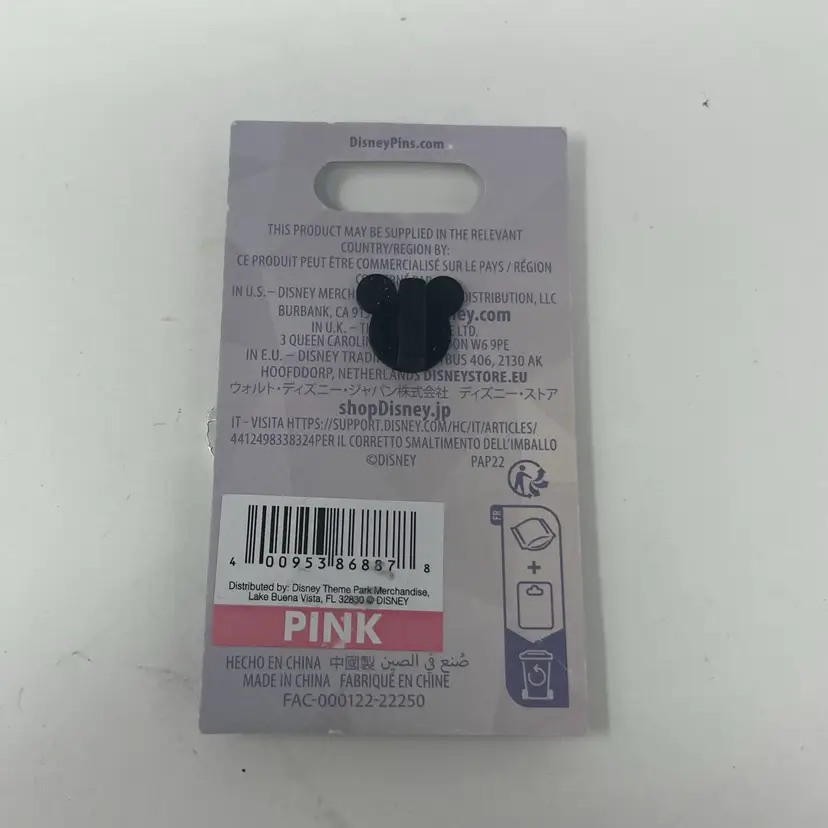 DisneyPins.com
THIS PRODUCT MAY BE SUPPLIED IN THE RELEVANT
COUNTRY/REGION BY:
CE PRODUIT PEUT ÊTRE COMMERCIALISÉ SUR LE PAYS / RÉGION
IN U.S.– DISNEY MERCH DISTRIBUTION, LLC
BURBANK, CA 915 ey.com
IN U.K. – TE LTD.
3 QUEEN CAROLIN ON W6 9PE
IN E.U. – DISNEY TRADI BUS 406, 2130 AK
HOOFDDORP, NETHERLANDS DISNEYSTORE.EU
ウォルト・ディズニー・ジャパン株式会社 ディズニー・ストア
shopDisney.jp
IT - VISITA HTTPS://SUPPORT.DISNEY.COM/HC/IT/ARTICLES/
4412498338324PER IL CORRETTO SMALTIMENTO DELL'IMBALLO
©DISNEY PAP22
FR
4 00953 86887 8
Distributed by: Disney Theme Park Merchandise,
Lake Buena Vista, FL 32830 © DISNEY
PINK
HECHO EN CHINA 中國製 صُنع في الصين
MADE IN CHINA FABRIQUÉ EN CHINE
FAC-000122-22250